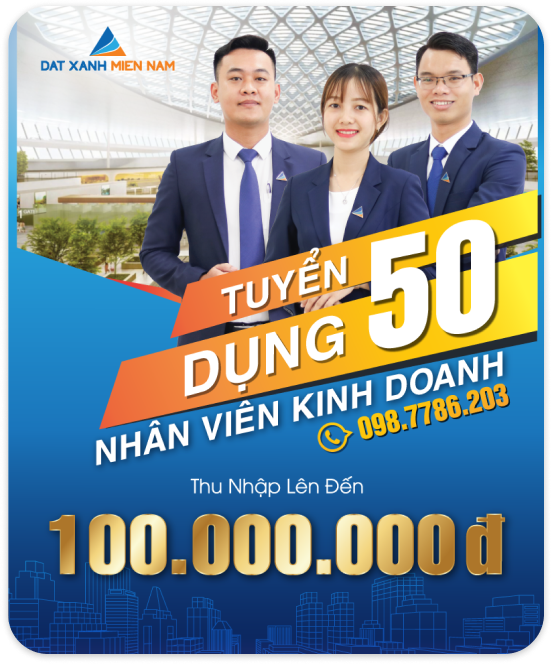 DAT XANH MIEN NAM
TUYỂN
DỤNG 50
NHÂN VIÊN KINH DOANH
098.7786.203
Thu Nhập Lên Đến
100.000.000đ